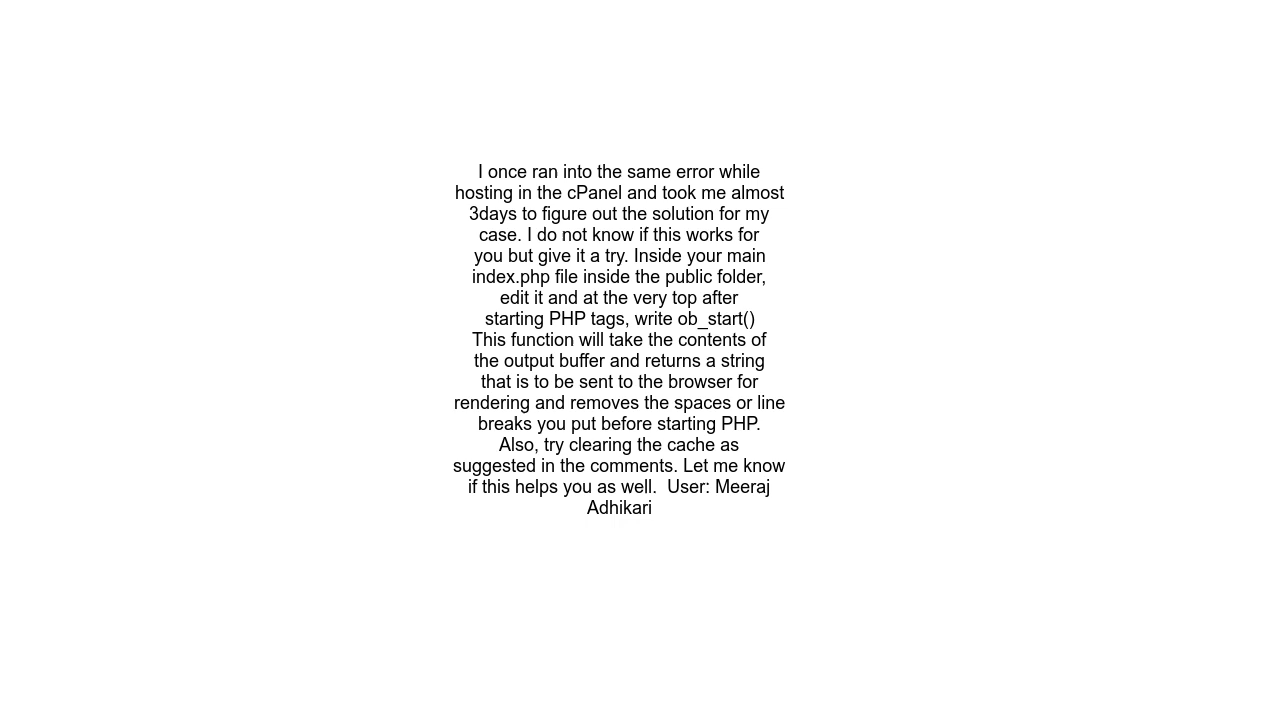 I once ran into the same error while
hosting in the cPanel and took me almost
3days to figure out the solution for my
case. I do not know if this works for
you but give it a try. Inside your main
index.php file inside the public folder,
edit it and at the very top after
starting PHP tags, write ob_start()
This function will take the contents of
the output buffer and returns a string
that is to be sent to the browser for
rendering and removes the spaces or line
breaks you put before starting PHP.
Also, try clearing the cache as
suggested in the comments. Let me know
if this helps you as well.  User: Meeraj
Adhikari